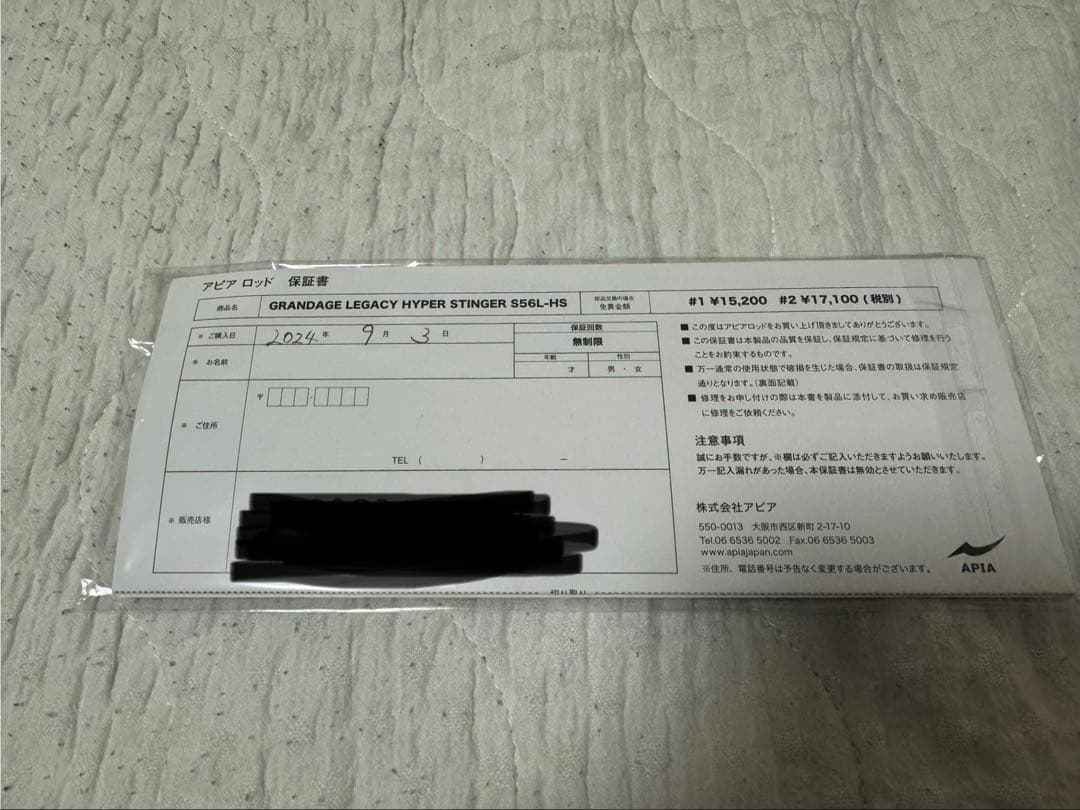 アピア ロッド 保証書
商品名 GRANDAGE LEGACY HYPER STINGER S56L-HS 部品交換の場合 免責金額 #1 ¥15,200 #2 ¥17,100 (税別)
※ ご購入日 2024 年 9 月 3 日
保証回数
無制限
※ お名前
年齢 性別
才 男・女
※ ご住所
〒 -
TEL ( ) ー
※ 販売店様
■ この度はアピアロッドをお買い上げ頂きましてありがとうございます。
■ この保証書は本製品の品質を保証し、保証規定に基づいて修理を行う
ことをお約束するものです。
■ 万一通常の使用状態で破損を生じた場合、保証書の取扱は保証規定
通りとなります。(裏面記載)
■ 修理をお申し付けの際は本書を製品に添付して、お買い求め販売店
に修理をご依頼ください。
注意事項
誠にお手数ですが、※欄は必ずご記入いただきますようお願いいたします。
万一記入漏れがあった場合、本保証書は無効とさせていただきます。
株式会社アピア
550-0013 大阪市西区新町 2-17-10
Tel.06 6536 5002 Fax.06 6536 5003
www.apiajapan.com
※住所、電話番号は予告なく変更する場合がございます。
APIA